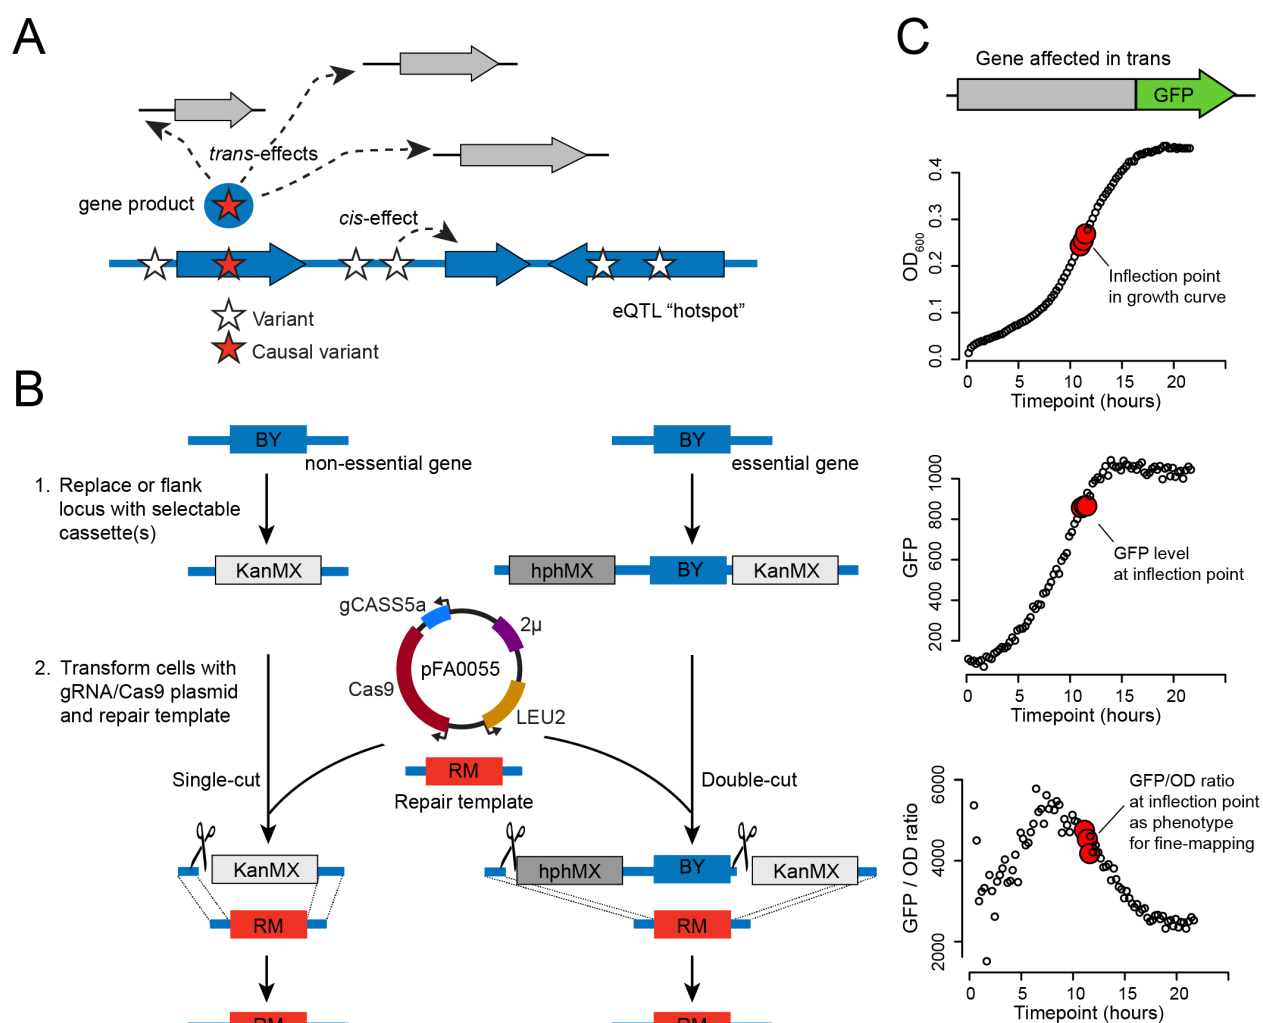 A
trans-effects
gene product
cis-effect
eQTL “hotspot”
Variant
Causal variant
B
BY
non-essential gene
BY
essential gene
1. Replace or flank
locus with selectable
cassette(s)
KanMX
hphMX
BY
KanMX
gCASS5a
2µ
pFA0055
Cas9
LEU2
2. Transform cells with
gRNA/Cas9 plasmid
and repair template
Single-cut
RM
Repair template
Double-cut
KanMX
hphMX
BY
KanMX
RM
RM
RM
RM
C
Gene affected in trans
GFP
OD600
0.0
0.1
0.2
0.3
0.4
Inflection point
in growth curve
0
5
10
15
20
Timepoint (hours)
GFP
200
400
600
800
1000
GFP level
at inflection point
0
5
10
15
20
Timepoint (hours)
GFP / OD ratio
2000
4000
6000
GFP/OD ratio
at inflection point
as phenotype
for fine-mapping
0
5
10
15
20
Timepoint (hours)